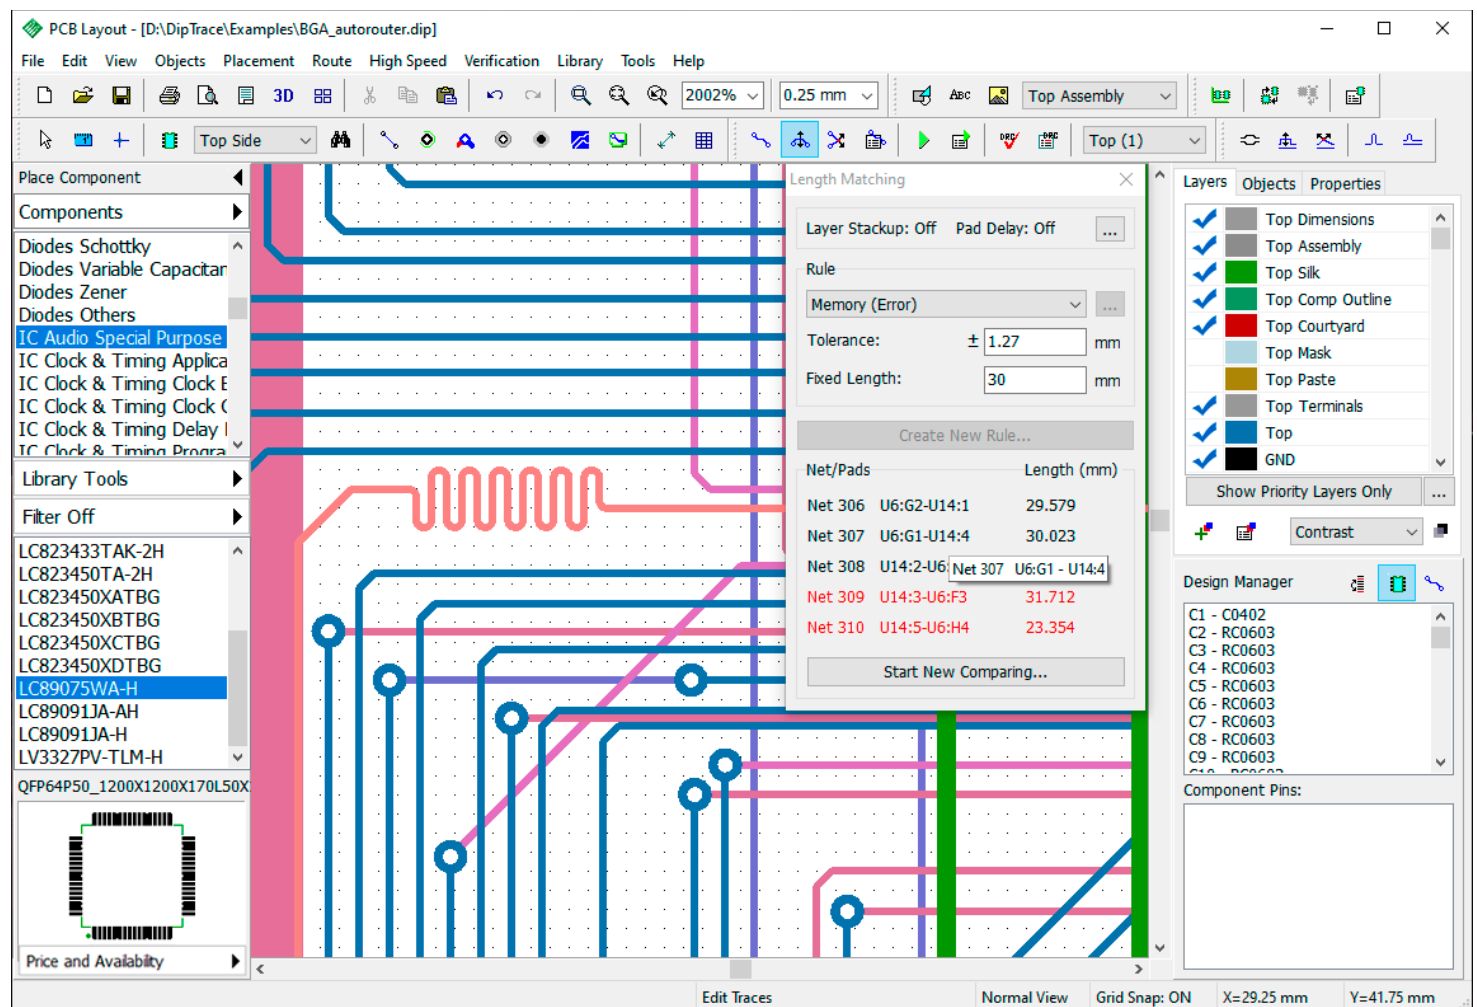 PCB Layout - [D:\DipTrace\Examples\BGA_autorouter.dip]
File Edit View Objects Placement Route High Speed Verification Library Tools Help
3D 2002% 0.25 mm ABC Top Assembly
Top Side DRC DRC Top (1)
Place Component
Components
Diodes Schottky
Diodes Variable Capacitan
Diodes Zener
Diodes Others
IC Audio Special Purpose
IC Clock & Timing Applica
IC Clock & Timing Clock
IC Clock & Timing Clock
IC Clock & Timing Delay
IC Clock & Timing Progra
Library Tools
Filter Off
LC823433TAK-2H
LC823450TA-2H
LC823450XATBG
LC823450XBTBG
LC823450XCTBG
LC823450XDTBG
LC89075WA-H
LC89091JA-AH
LC89091JA-H
LV3327PV-TLM-H
QFP64P50_1200X1200X170L50X
Price and Availability
Length Matching
Layer Stackup: Off Pad Delay: Off ...
Rule
Memory (Error) ...
Tolerance: ± 1.27 mm
Fixed Length: 30 mm
Create New Rule...
Net/Pads Length (mm)
Net 306 U6:G2-U14:1 29.579
Net 307 U6:G1-U14:4 30.023
Net 308 U14:2-U6:
Net 307 U6:G1 - U14:4
Net 309 U14:3-U6:F3 31.712
Net 310 U14:5-U6:H4 23.354
Start New Comparing...
Layers Objects Properties
Top Dimensions
Top Assembly
Top Silk
Top Comp Outline
Top Courtyard
Top Mask
Top Paste
Top Terminals
Top
GND
Show Priority Layers Only ...
Contrast
Design Manager
C1 - C0402
C2 - RC0603
C3 - RC0603
C4 - RC0603
C5 - RC0603
C6 - RC0603
C7 - RC0603
C8 - RC0603
C9 - RC0603
C10 - RC0603
Component Pins:
Edit Traces Normal View Grid Snap: ON X=29.25 mm Y=41.75 mm